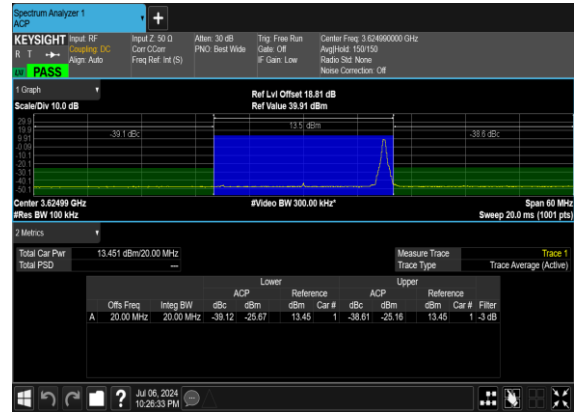 Spectrum Analyzer 1
ACP
KEYSIGHT Input: RF Input Z: 50 Ω Atten: 30 dB Trig: Free Run Center Freq: 3.624990000 GHz
R T Coupling: DC Corr CCorr PNO: Best Wide Gate: Off Avg|Hold: 150/150
Align: Auto Freq Ref: Int (S) IF Gain: Low Radio Std: None
PASS Noise Correction: Off
1 Graph
Ref Lvl Offset 18.81 dB
Scale/Div 10.0 dB Ref Value 39.91 dBm
29.9
19.9 13.5 dBm
9.91 -39.1 dBc -38.6 dBc
-0.09
-10.1
-20.1
-30.1
-40.1
-50.1
Center 3.62499 GHz #Video BW 300.00 kHz* Span 60 MHz
#Res BW 100 kHz Sweep 20.0 ms (1001 pts)
2 Metrics
Total Car Pwr 13.451 dBm/20.00 MHz Measure Trace Trace 1
Total PSD --- Trace Type Trace Average (Active)
Lower Upper
ACP Reference ACP Reference
Offs Freq Integ BW dBc dBm dBm Car # dBc dBm dBm Car # Filter
A 20.00 MHz 20.00 MHz -39.12 -25.67 13.45 1 -38.61 -25.16 13.45 1 -3 dB
Jul 06, 2024
10:26:33 PM